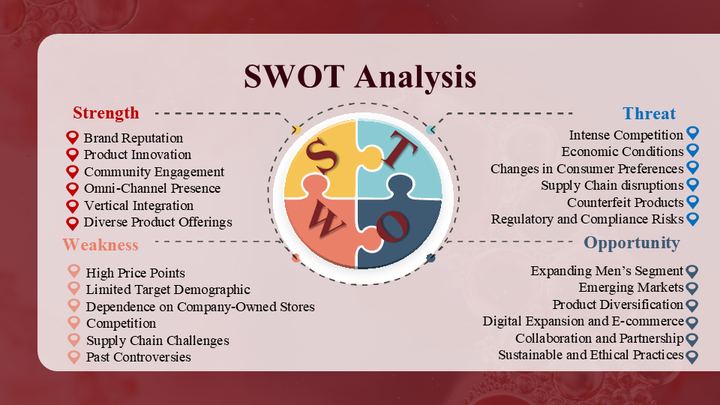 SWOT Analysis
Strength
Brand Reputation
Product Innovation
Community Engagement
Omni-Channel Presence
Vertical Integration
Diverse Product Offerings
Weakness
High Price Points
Limited Target Demographic
Dependence on Company-Owned Stores
Competition
Supply Chain Challenges
Past Controversies
S
T
W
O
Threat
Intense Competition
Economic Conditions
Changes in Consumer Preferences
Supply Chain disruptions
Counterfeit Products
Regulatory and Compliance Risks
Opportunity
Expanding Men’s Segment
Emerging Markets
Product Diversification
Digital Expansion and E-commerce
Collaboration and Partnership
Sustainable and Ethical Practices